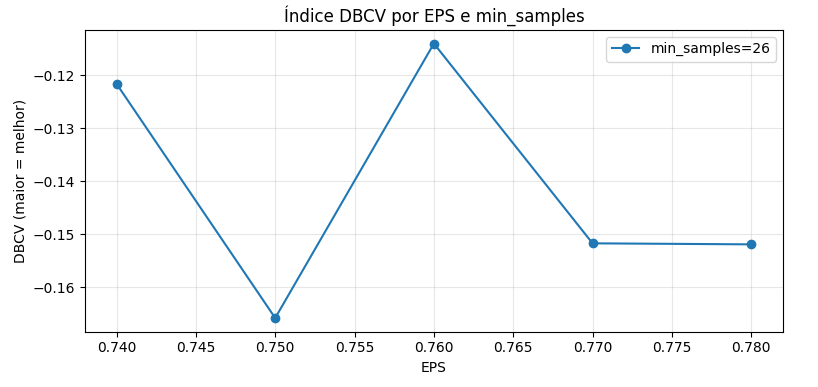 Índice DBCV por EPS e min_samples
min_samples=26
DBCV (maior = melhor)
−0.12
−0.13
−0.14
−0.15
−0.16
0.740 0.745 0.750 0.755 0.760 0.765 0.770 0.775 0.780
EPS